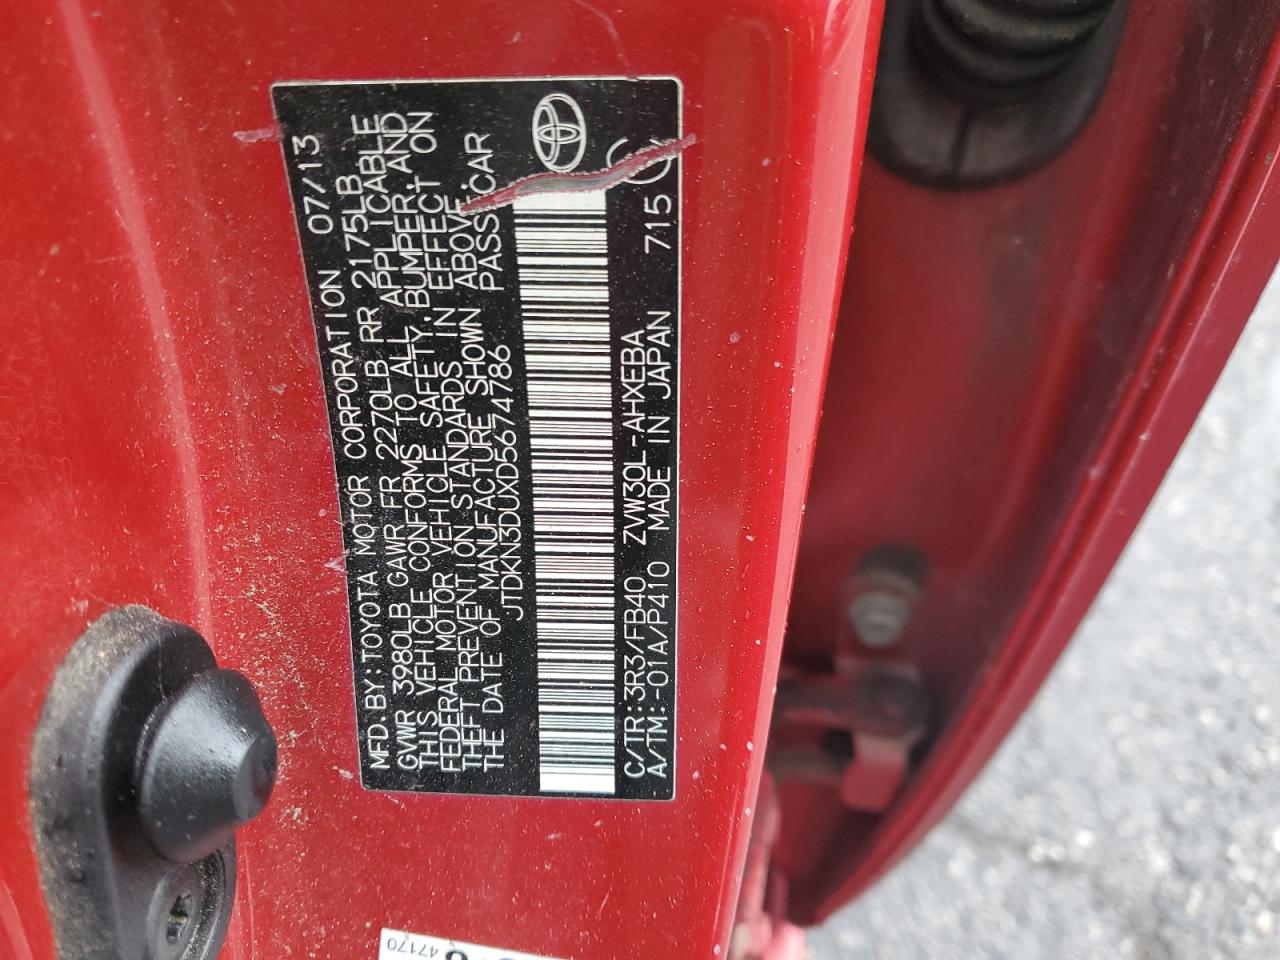 MFD. BY: TOYOTA MOTOR CORPORATION 07/13
GVWR 3980LB GAWR FR 2270LB RR 2175LB
THIS VEHICLE CONFORMS TO ALL APPLICABLE
FEDERAL MOTOR VEHICLE SAFETY, BUMPER, AND
THEFT PREVENTION STANDARDS IN EFFECT ON
THE DATE OF MANUFACTURE SHOWN ABOVE.
JTDKN3DUXD5674786 PASS CAR
C/TR:3R3/FB40 ZVW30L-AHXEBA 715
A/TM:-01A/P410 MADE IN JAPAN
47170